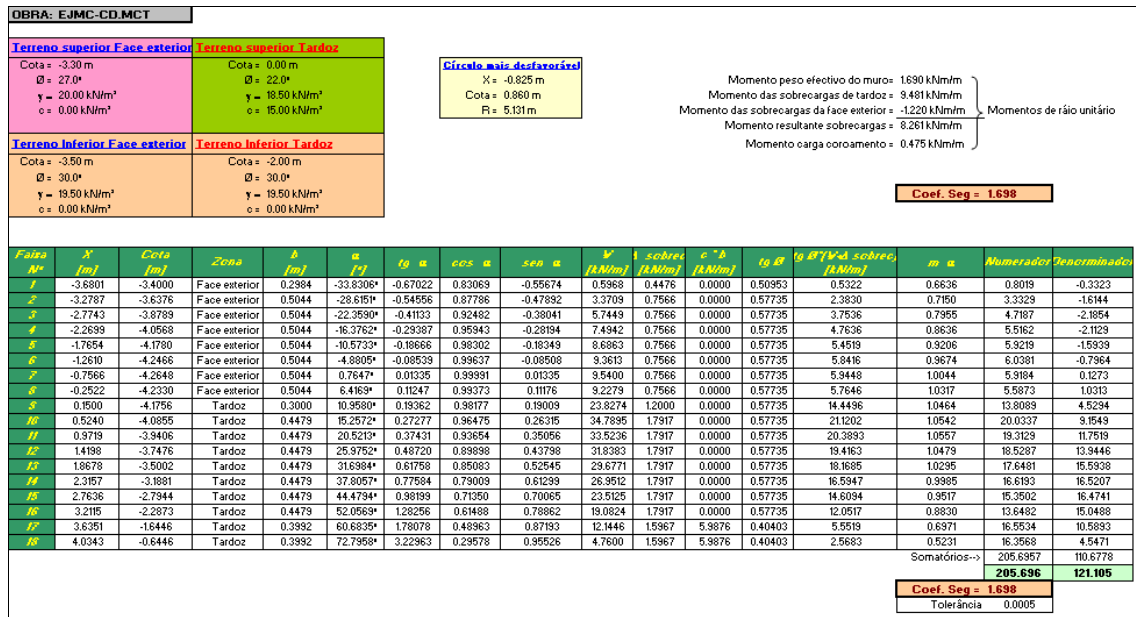 OBRA: EJMC-CD.MCT
Terreno superior Face exterior Terreno superior Tardoz
Cota = -3.30 m Cota = 0.00 m
Ø = 27.0º Ø = 22.0º
γ = 20.00 kN/m³ γ = 18.50 kN/m³
c = 0.00 kN/m² c = 15.00 kN/m²
Terreno Inferior Face exterior Terreno Inferior Tardoz
Cota = -3.50 m Cota = -2.00 m
Ø = 30.0º Ø = 30.0º
γ = 19.50 kN/m³ γ = 19.50 kN/m³
c = 0.00 kN/m² c = 0.00 kN/m²
Círculo mais desfavorável
X = -0.825 m
Cota = 0.860 m
R = 5.131 m
Momento peso efectivo do muro= 1.690 kNm/m
Momento das sobrecargas de tardoz = 9.481 kNm/m
Momento das sobrecargas da face exterior = -1.220 kNm/m
Momento resultante sobrecargas = 8.261 kNm/m
Momento carga coroamento = 0.475 kNm/m
Momentos de ráio unitário
Coef. Seg = 1.698
Faixa Nº X [m] Cota [m] Zona b [m] α [º] tg α cos α sen α V [kN/m] sobrec [kN/m] c*b [kN/m] tg Ø tg Ø*(V+Δ sobrec) [kN/m] m α Numerador Denominador
1 -3.6801 -3.4000 Face exterior 0.2984 -33.8306º -0.67022 0.83069 -0.55674 0.5968 0.4476 0.0000 0.50953 0.5322 0.6636 0.8019 -0.3323
2 -3.2787 -3.6376 Face exterior 0.5044 -28.6151º -0.54556 0.87786 -0.47892 3.3709 0.7566 0.0000 0.57735 2.3830 0.7150 3.3329 -1.6144
3 -2.7743 -3.8789 Face exterior 0.5044 -22.3590º -0.41133 0.92482 -0.38041 5.7449 0.7566 0.0000 0.57735 3.7536 0.7955 4.7187 -2.1854
4 -2.2699 -4.0568 Face exterior 0.5044 -16.3762º -0.29387 0.95943 -0.28194 7.4942 0.7566 0.0000 0.57735 4.7636 0.8636 5.5162 -2.1129
5 -1.7654 -4.1780 Face exterior 0.5044 -10.5733º -0.18666 0.98302 -0.18349 8.6863 0.7566 0.0000 0.57735 5.4519 0.9206 5.9219 -1.5939
6 -1.2610 -4.2466 Face exterior 0.5044 -4.8805º -0.08539 0.99637 -0.08508 9.3613 0.7566 0.0000 0.57735 5.8416 0.9674 6.0381 -0.7964
7 -0.7566 -4.2648 Face exterior 0.5044 0.7647º 0.01335 0.99991 0.01335 9.5400 0.7566 0.0000 0.57735 5.9448 1.0044 5.9184 0.1273
8 -0.2522 -4.2330 Face exterior 0.5044 6.4169º 0.11247 0.99373 0.11176 9.2279 0.7566 0.0000 0.57735 5.7646 1.0317 5.5873 1.0313
9 0.1500 -4.1756 Tardoz 0.3000 10.9580º 0.19362 0.98177 0.19009 23.8274 1.2000 0.0000 0.57735 14.4496 1.0464 13.8089 4.5294
10 0.5240 -4.0855 Tardoz 0.4479 15.2572º 0.27277 0.96475 0.26315 34.7895 1.7917 0.0000 0.57735 21.1202 1.0542 20.0337 9.1549
11 0.9719 -3.9406 Tardoz 0.4479 20.5213º 0.37431 0.93654 0.35056 33.5236 1.7917 0.0000 0.57735 20.3893 1.0557 19.3129 11.7519
12 1.4198 -3.7476 Tardoz 0.4479 25.9752º 0.48720 0.89898 0.43798 31.8383 1.7917 0.0000 0.57735 19.4163 1.0479 18.5287 13.9446
13 1.8678 -3.5002 Tardoz 0.4479 31.6984º 0.61758 0.85083 0.52545 29.6771 1.7917 0.0000 0.57735 18.1685 1.0295 17.6481 15.5938
14 2.3157 -3.1881 Tardoz 0.4479 37.8057º 0.77584 0.79009 0.61299 26.9512 1.7917 0.0000 0.57735 16.5947 0.9985 16.6193 16.5207
15 2.7636 -2.7944 Tardoz 0.4479 44.4794º 0.98199 0.71350 0.70065 23.5125 1.7917 0.0000 0.57735 14.6094 0.9517 15.3502 16.4741
16 3.2115 -2.2873 Tardoz 0.4479 52.0569º 1.28256 0.61488 0.78862 19.0824 1.7917 0.0000 0.57735 12.0517 0.8830 13.6482 15.0488
17 3.6351 -1.6446 Tardoz 0.3992 60.6835º 1.78078 0.48963 0.87193 12.1446 1.5967 5.9876 0.40403 5.5519 0.6971 16.5534 10.5893
18 4.0343 -0.6446 Tardoz 0.3992 72.7958º 3.22963 0.29578 0.95526 4.7600 1.5967 5.9876 0.40403 2.5683 0.5231 16.3568 4.5471
Somatórios--> 205.6957 110.6778
205.696 121.105
Coef. Seg = 1.698
Tolerância 0.0005